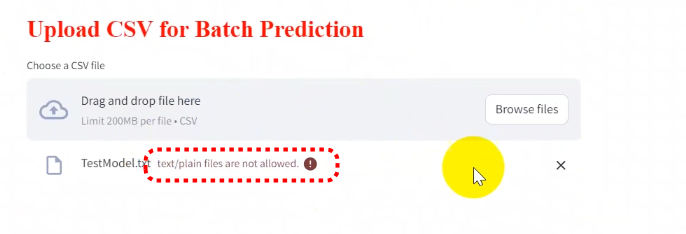 Upload CSV for Batch Prediction
Choose a CSV file
Drag and drop file here
Limit 200MB per file • CSV
Browse files
TestModel.txt text/plain files are not allowed.